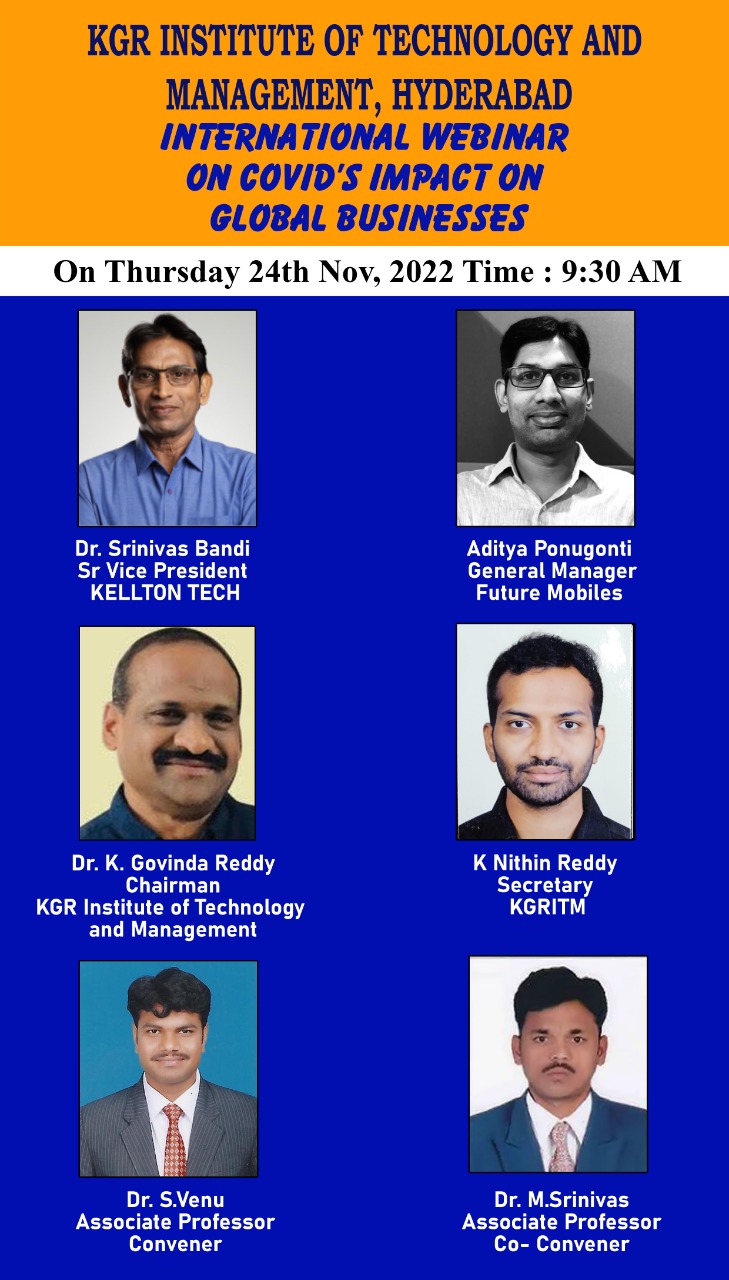 KGR INSTITUTE OF TECHNOLOGY AND
MANAGEMENT, HYDERABAD
INTERNATIONAL WEBINAR
ON COVID'S IMPACT ON
GLOBAL BUSINESSES
On Thursday 24th Nov, 2022 Time : 9:30 AM
Dr. Srinivas Bandi
Sr Vice President
KELLTON TECH
Aditya Ponugonti
General Manager
Future Mobiles
Dr. K. Govinda Reddy
Chairman
KGR Institute of Technology
and Management
K Nithin Reddy
Secretary
KGRITM
Dr. S.Venu
Associate Professor
Convener
Dr. M.Srinivas
Associate Professor
Co- Convener